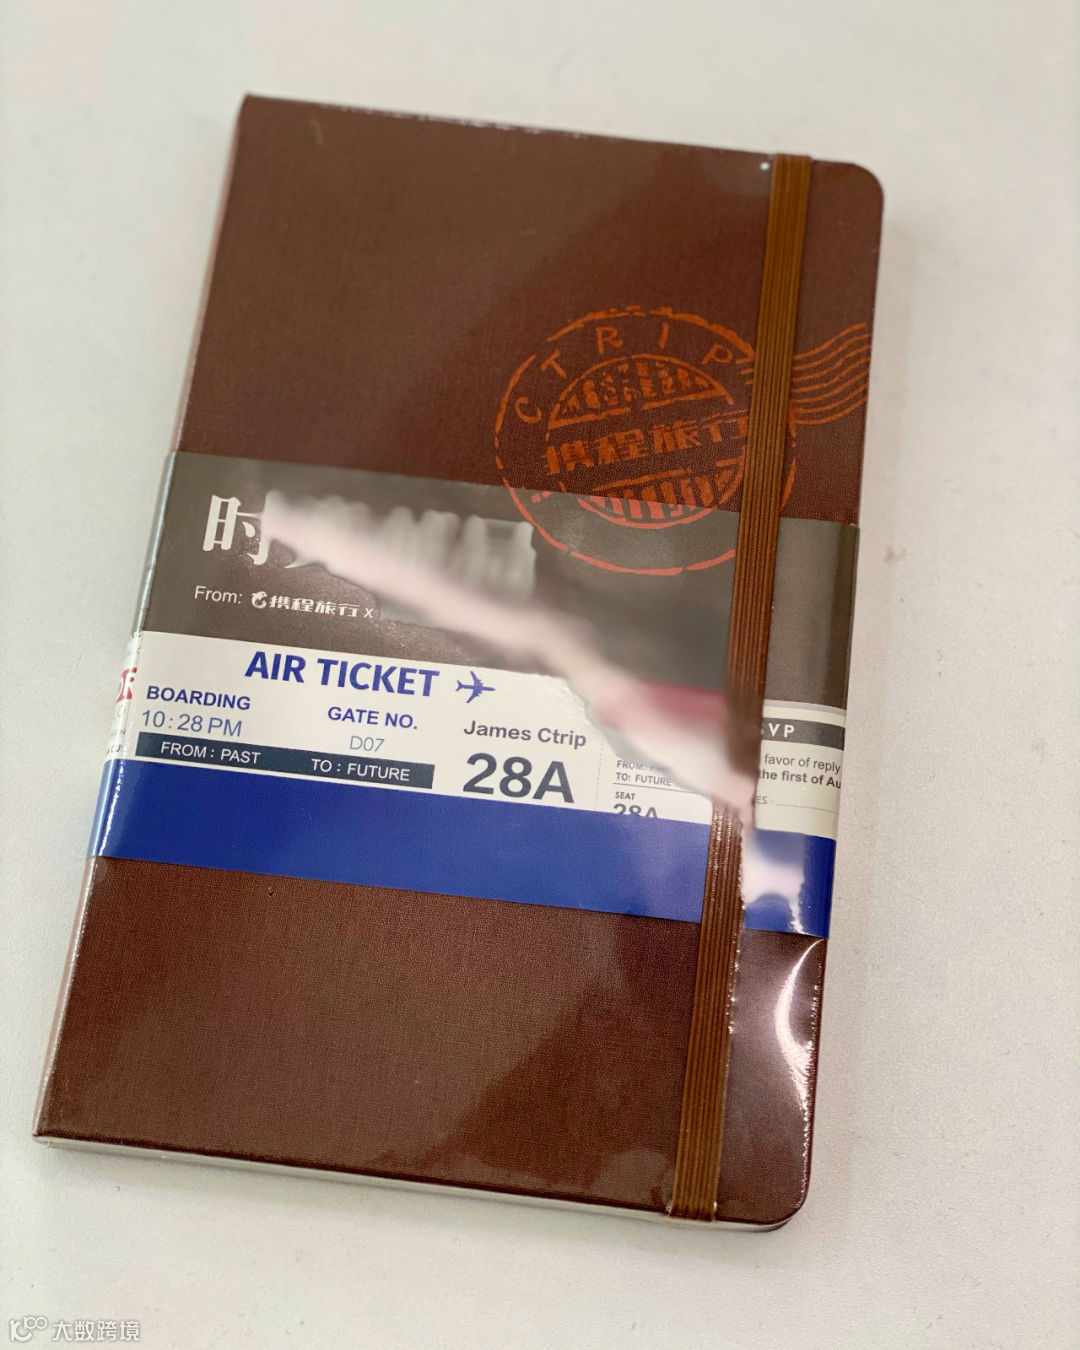 CTRIP
携程旅行
时
From: 携程旅行 x
AIR TICKET
BOARDING
10:28 PM
GATE NO.
D07
James Ctrip
28A
FROM: PAST
TO: FUTURE
FROM:
TO: FUTURE
SEAT
28A
VP
favor of reply
the first of Au
大数跨境